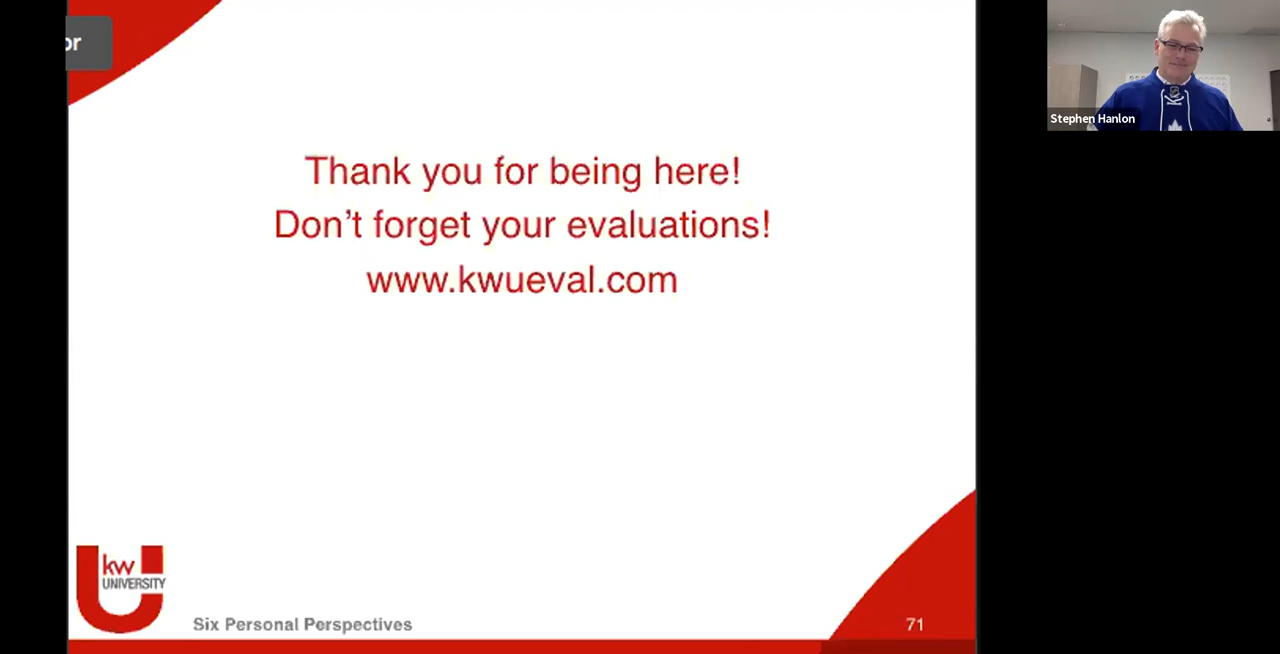 or
Thank you for being here!
Don't forget your evaluations!
www.kwueval.com
kw
UNIVERSITY
Six Personal Perspectives
71
Stephen Hanlon